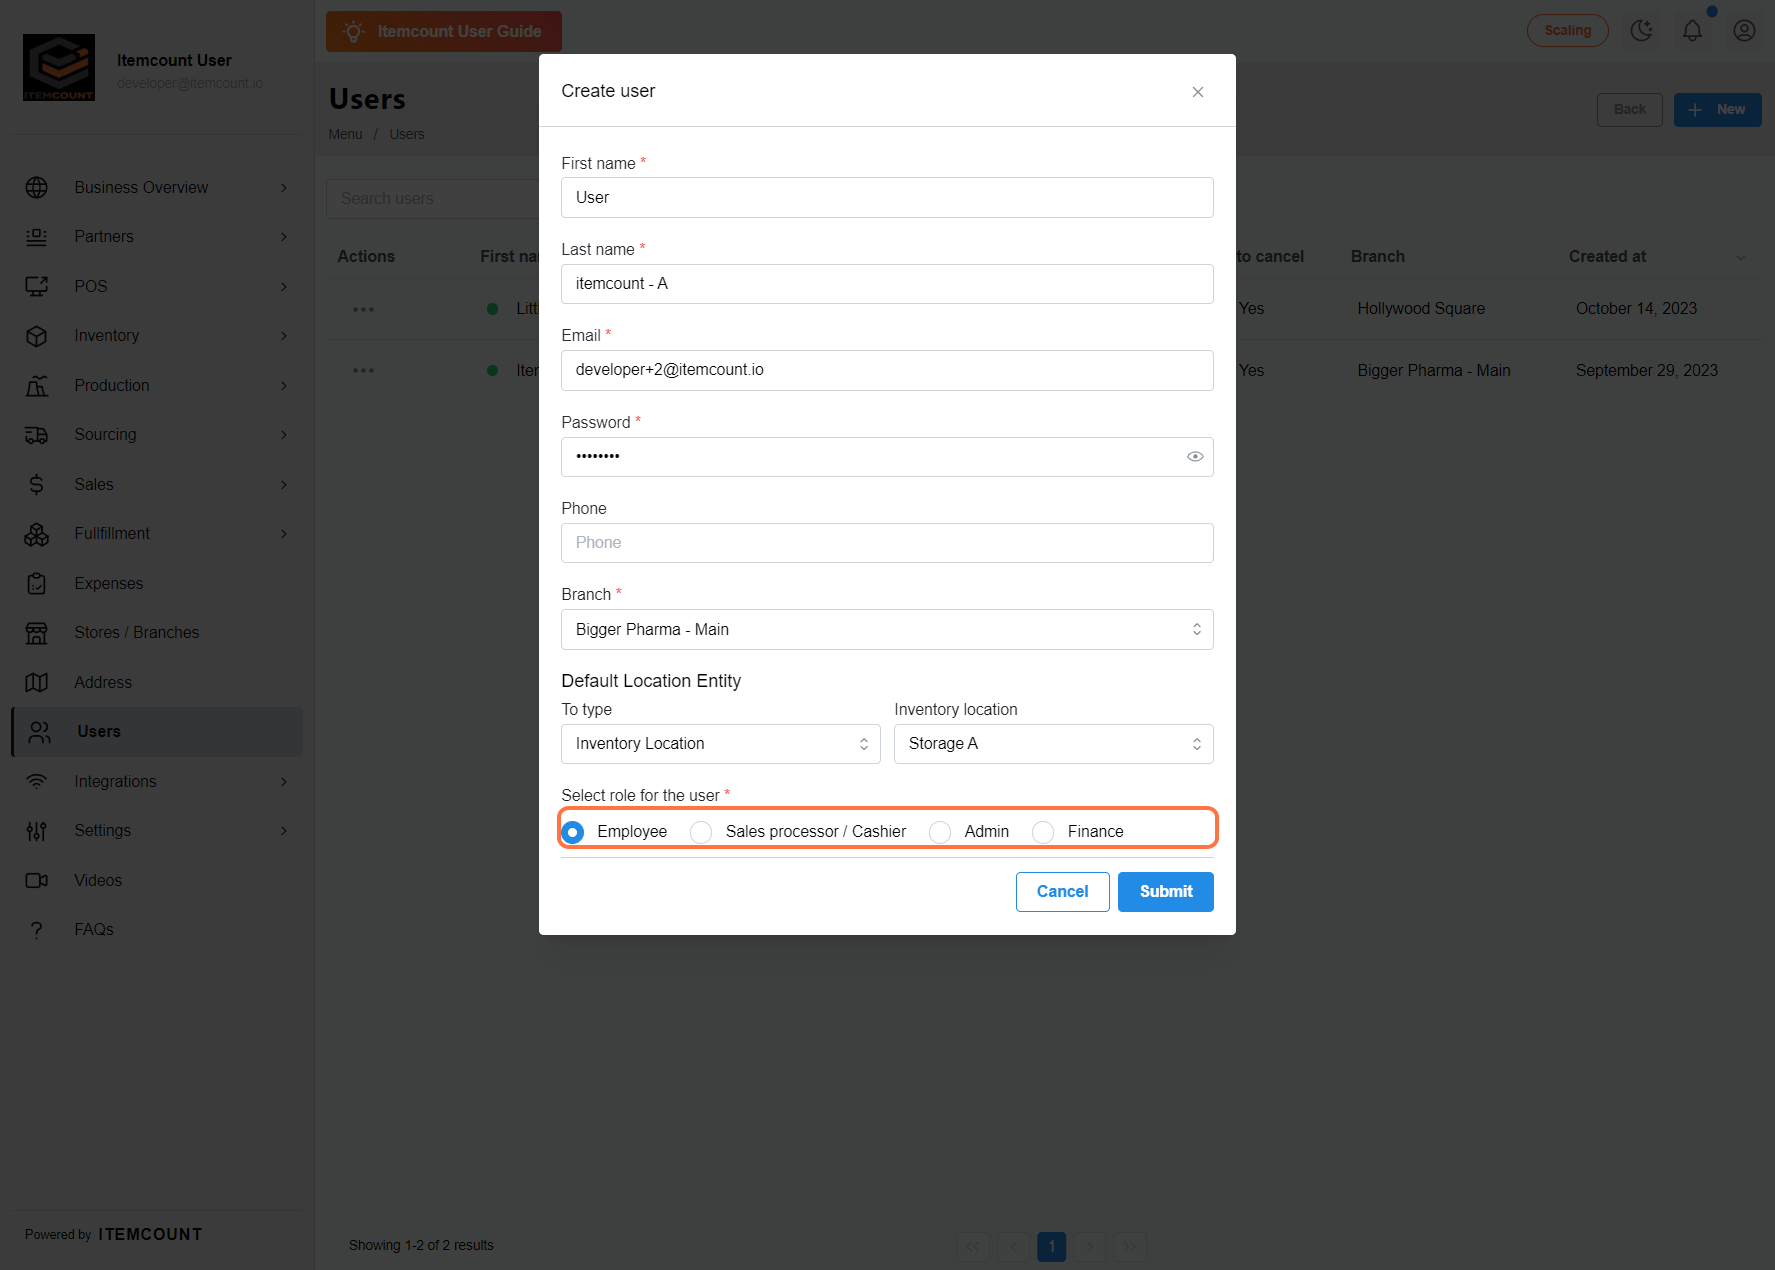 ITEMCOUNT
Itemcount User
developer@itemcount.io
Business Overview
Partners
POS
Inventory
Production
Sourcing
Sales
Fullfillment
Expenses
Stores / Branches
Address
Users
Integrations
Settings
Videos
FAQs
Powered by ITEMCOUNT
Itemcount User Guide
Scaling
Users
Menu / Users
Back
+ New
Search users
Actions First na to cancel Branch Created at
Litt Yes Hollywood Square October 14, 2023
Iter Yes Bigger Pharma - Main September 29, 2023
Create user
First name *
User
Last name *
itemcount - A
Email *
developer+2@itemcount.io
Password *
••••••••
Phone
Phone
Branch *
Bigger Pharma - Main
Default Location Entity
To type Inventory location
Inventory Location Storage A
Select role for the user *
Employee Sales processor / Cashier Admin Finance
Cancel Submit
Showing 1-2 of 2 results
1